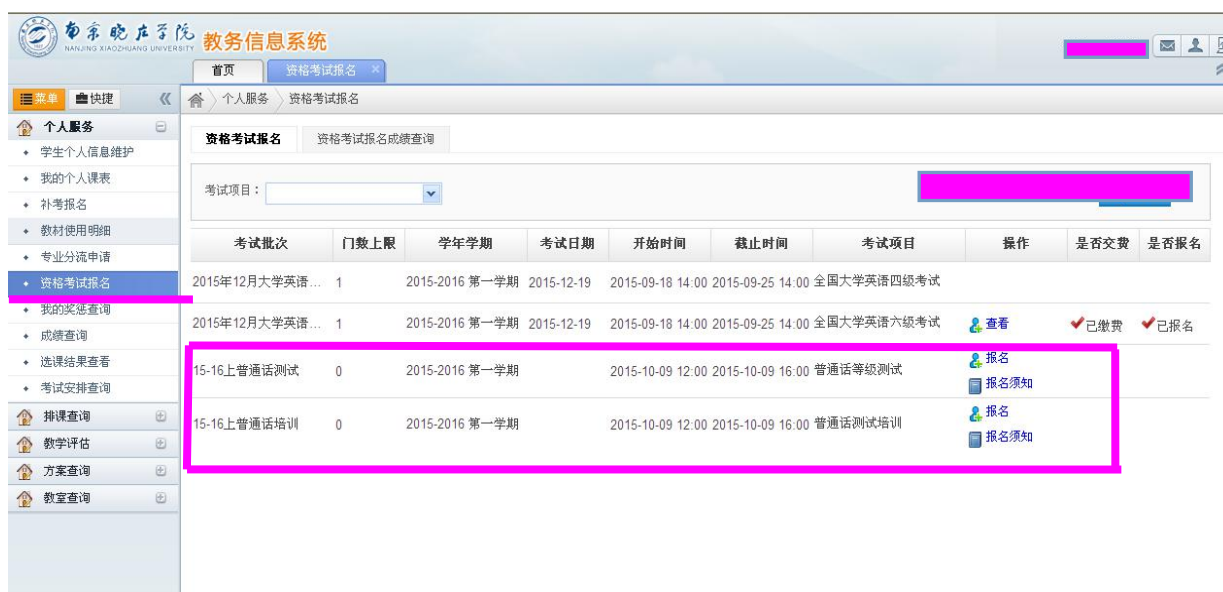 南京晓庄学院
NANJING XIAOZHUANG UNIVERSITY
教务信息系统
首页 资格考试报名 ×
菜单 快捷
个人服务 资格考试报名
个人服务
学生个人信息维护
我的个人课表
补考报名
教材使用明细
专业分流申请
资格考试报名
我的奖惩查询
成绩查询
选课结果查看
考试安排查询
排课查询
教学评估
方案查询
教室查询
资格考试报名 资格考试报名成绩查询
考试项目：
考试批次 门数上限 学年学期 考试日期 开始时间 截止时间 考试项目 操作 是否交费 是否报名
2015年12月大学英语... 1 2015-2016 第一学期 2015-12-19 2015-09-18 14:00 2015-09-25 14:00 全国大学英语四级考试
2015年12月大学英语... 1 2015-2016 第一学期 2015-12-19 2015-09-18 14:00 2015-09-25 14:00 全国大学英语六级考试 查看 已缴费 已报名
15-16上普通话测试 0 2015-2016 第一学期 2015-10-09 12:00 2015-10-09 16:00 普通话等级测试 报名
报名须知
15-16上普通话培训 0 2015-2016 第一学期 2015-10-09 12:00 2015-10-09 16:00 普通话测试培训 报名
报名须知